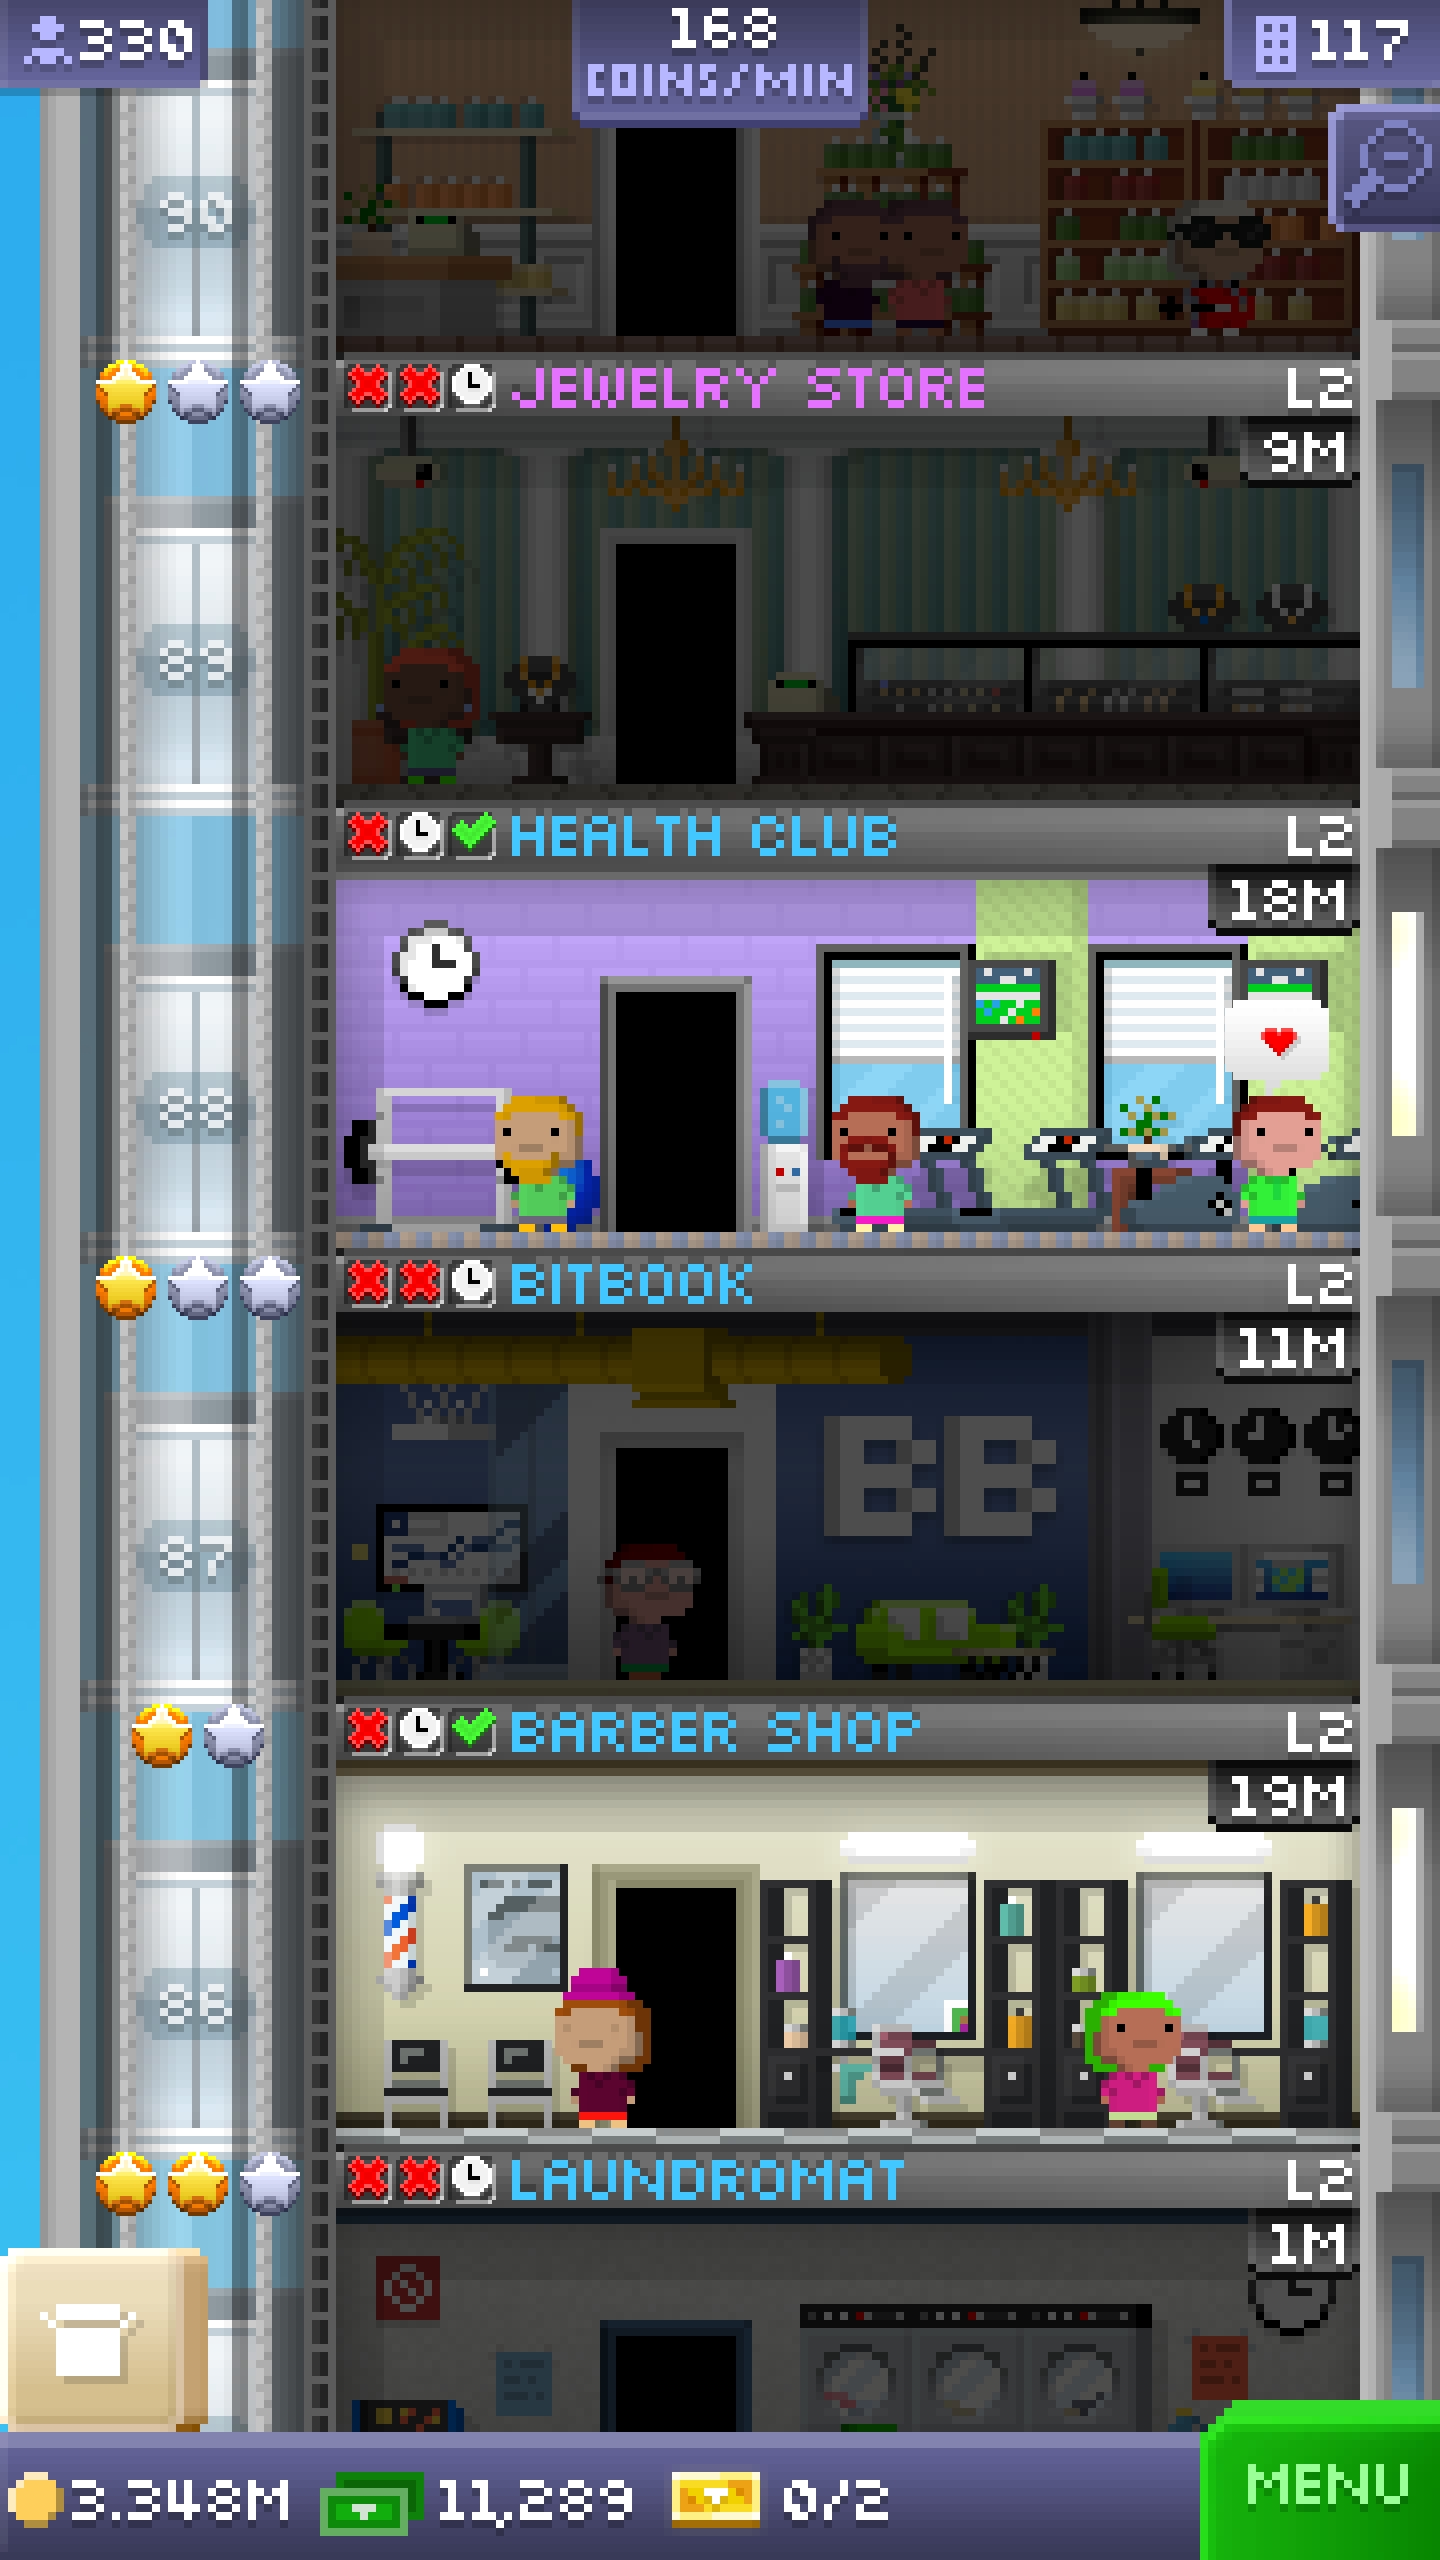 330
168
COINS/MIN
117
90
JEWELRY STORE L2
9M
89
HEALTH CLUB L2
18M
88
BITBOOK L2
11M
BB
87
BARBER SHOP L2
19M
86
LAUNDROMAT L2
1M
3.348M 11,289 0/2
MENU